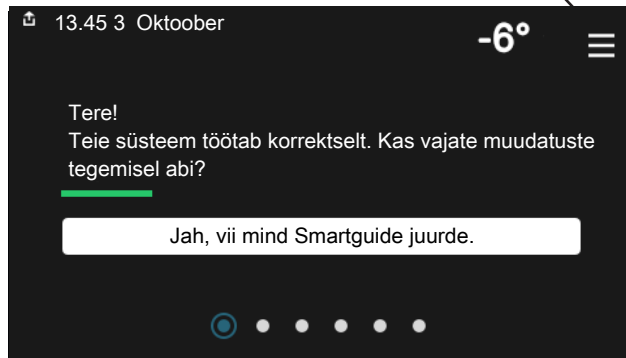 13.45 3 Oktoober
-6°
Tere!
Teie süsteem töötab korrektselt. Kas vajate muudatuste
tegemisel abi?
Jah, vii mind Smartguide juurde.